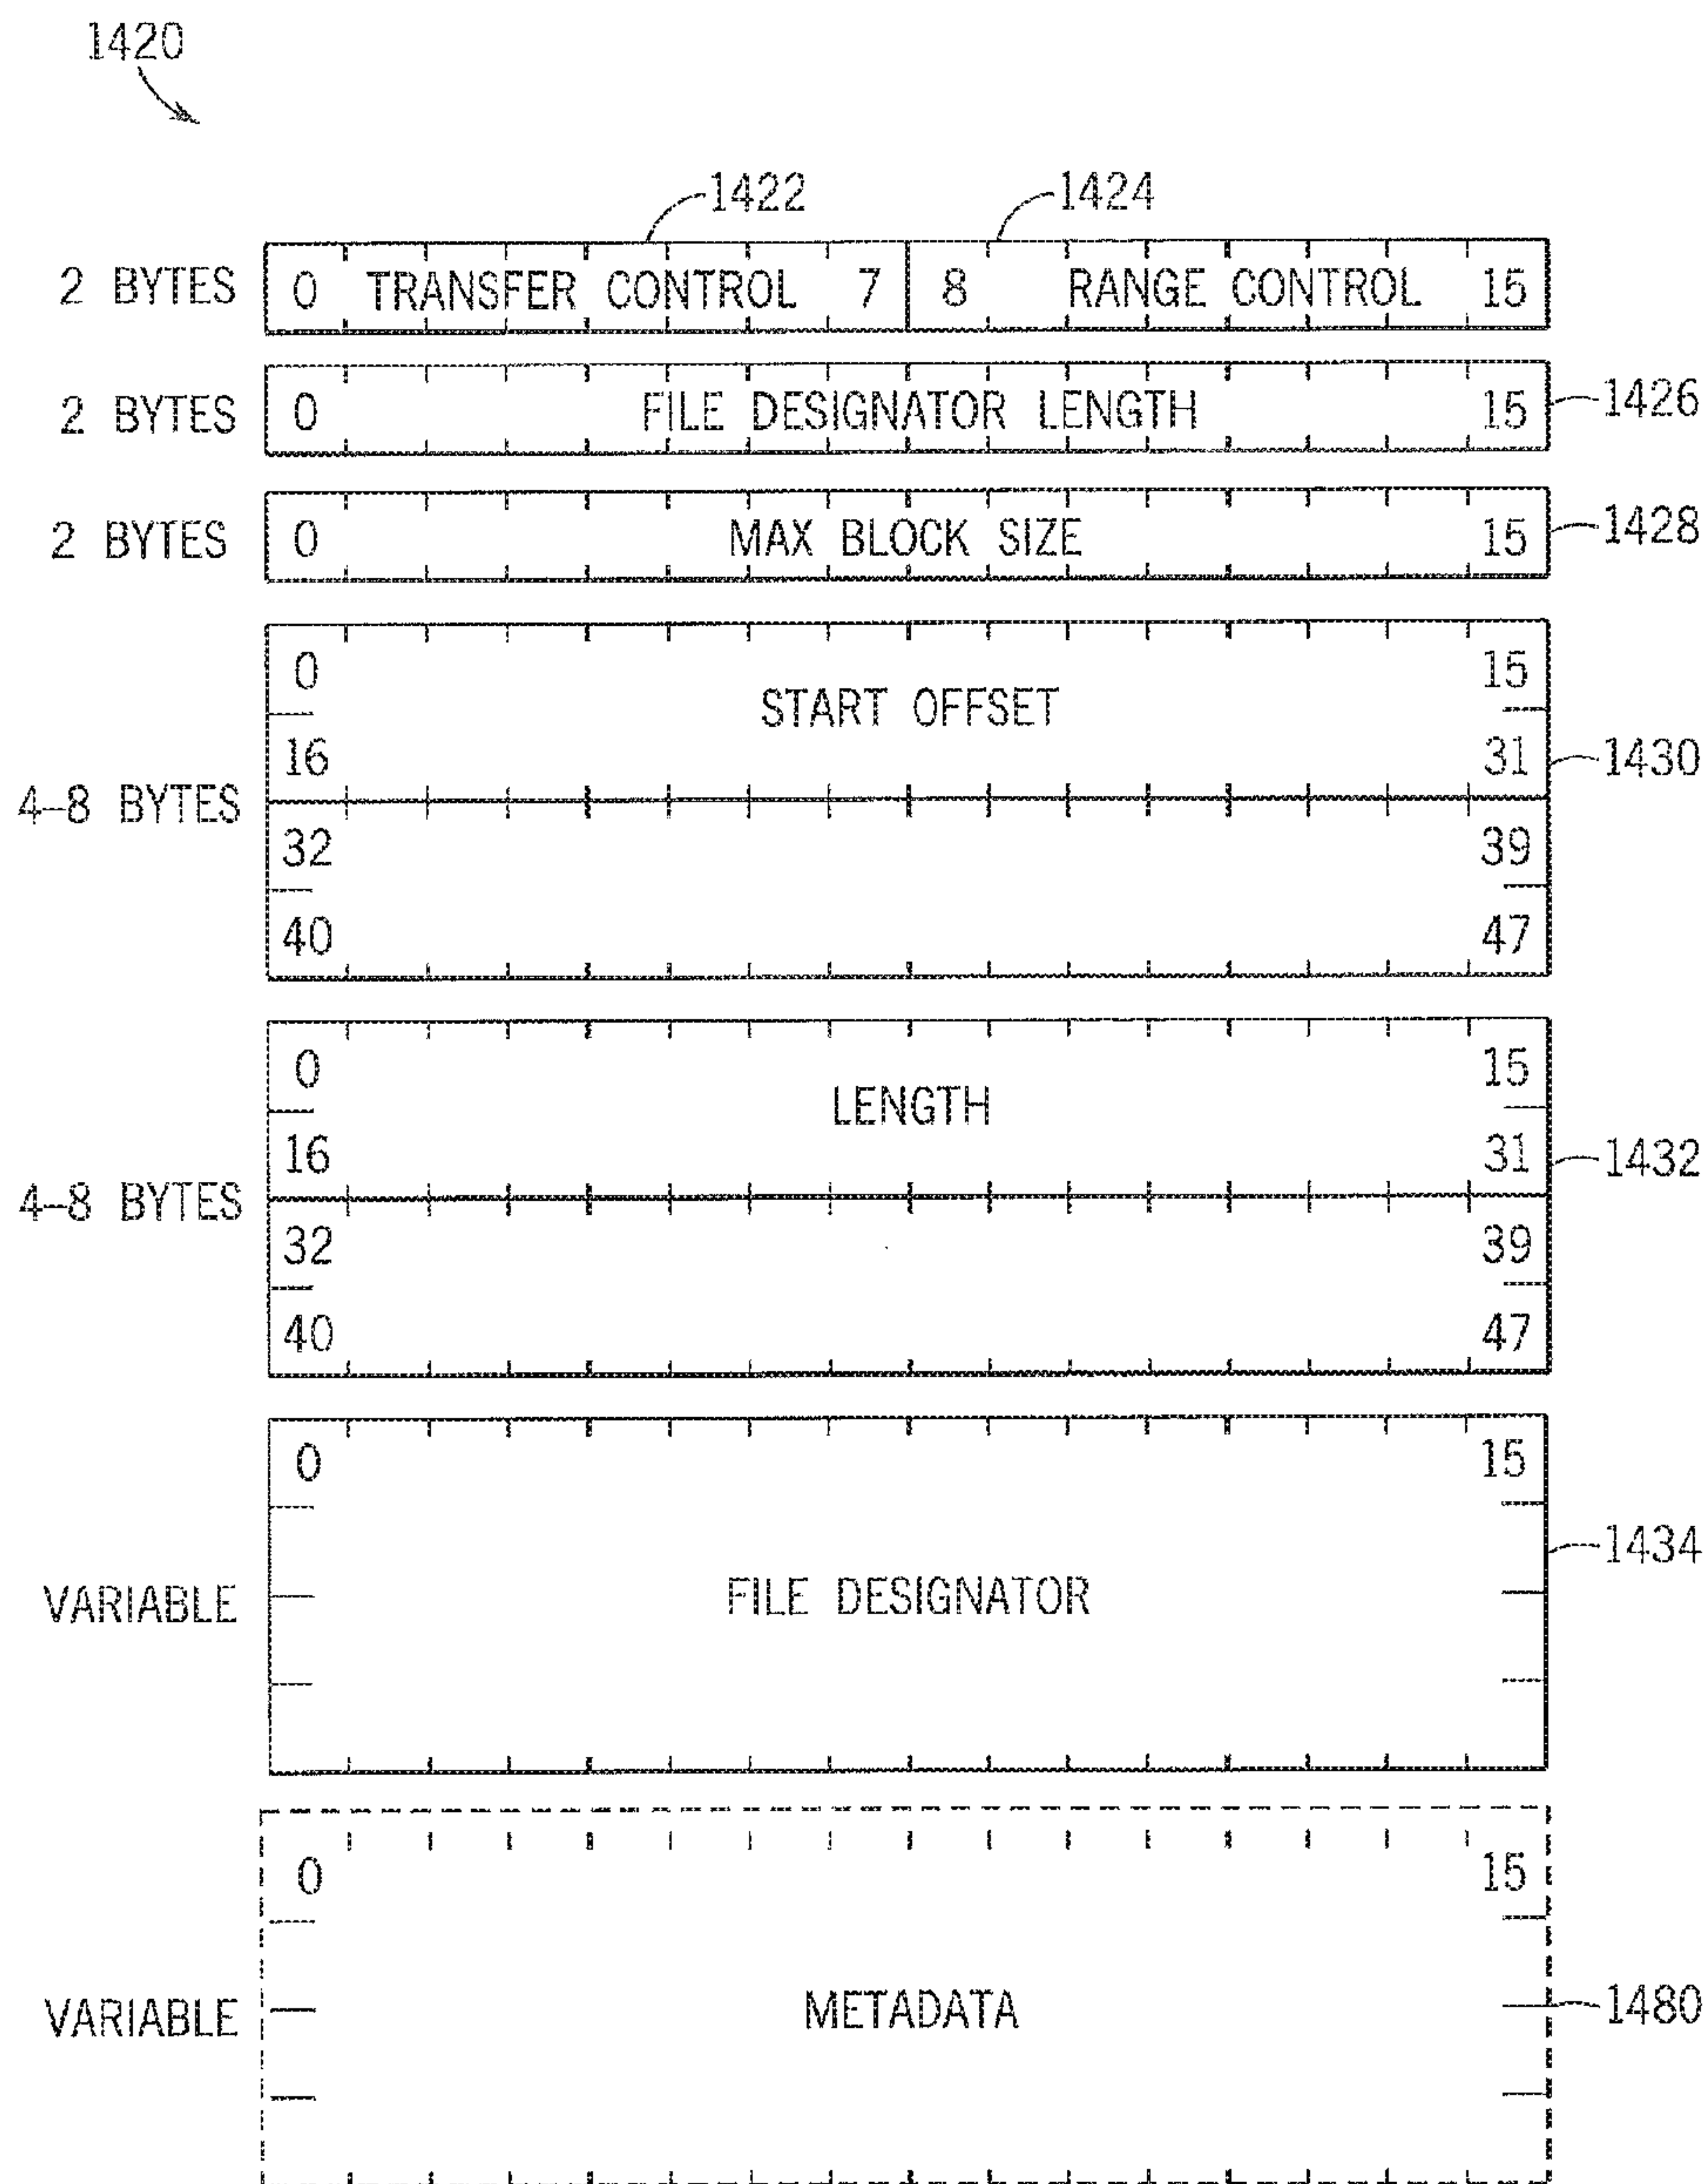 1420
1422 1424
2 BYTES 0 TRANSFER CONTROL 7 8 RANGE CONTROL 15
2 BYTES 0 FILE DESIGNATOR LENGTH 15 1426
2 BYTES 0 MAX BLOCK SIZE 15 1428
0 15
START OFFSET
16 31 1430
4-8 BYTES
32 39
40 47
0 15
LENGTH
16 31 1432
4-8 BYTES
32 39
40 47
0 15
1434
VARIABLE FILE DESIGNATOR
0 15
VARIABLE METADATA 1480